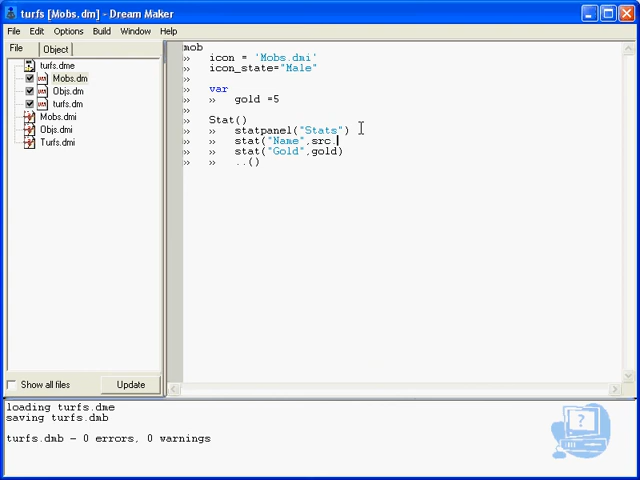 turfs [Mobs.dm] - Dream Maker
File Edit Options Build Window Help
File Object
turfs.dme
Mobs.dm
Objs.dm
turfs.dm
Mobs.dmi
Objs.dmi
Turfs.dmi
Show all files Update
mob
» icon = 'Mobs.dmi'
» icon_state="Male"
»
» var
» » gold =5
»
» Stat()
» » statpanel("Stats")
» » stat("Name",src.
» » stat("Gold",gold)
» » ..()
loading turfs.dme
saving turfs.dmb
turfs.dmb - 0 errors, 0 warnings
?